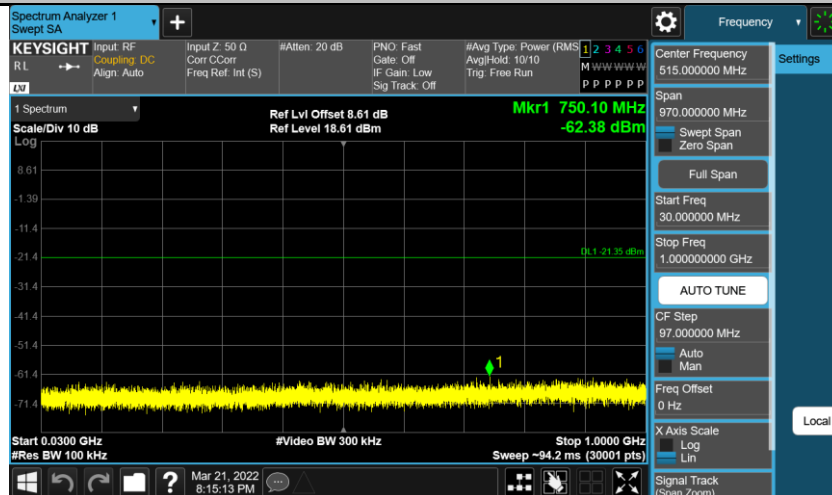 Spectrum Analyzer 1
Swept SA
+
Frequency
KEYSIGHT
RL
LXI
Input: RF
Coupling: DC
Align: Auto
Input Z: 50 Ω
Corr CCorr
Freq Ref: Int (S)
#Atten: 20 dB
PNO: Fast
Gate: Off
IF Gain: Low
Sig Track: Off
#Avg Type: Power (RMS
Avg|Hold: 10/10
Trig: Free Run
1 2 3 4 5 6
M W W W W W
P P P P P P
1 Spectrum
Scale/Div 10 dB
Log
Ref Lvl Offset 8.61 dB
Ref Level 18.61 dBm
Mkr1 750.10 MHz
-62.38 dBm
8.61
-1.39
-11.4
-21.4
-31.4
-41.4
-51.4
-61.4
-71.4
DL1 -21.35 dBm
1
Start 0.0300 GHz
#Res BW 100 kHz
#Video BW 300 kHz
Stop 1.0000 GHz
Sweep ~94.2 ms (30001 pts)
?
Mar 21, 2022
8:15:13 PM
Center Frequency
515.000000 MHz
Span
970.000000 MHz
Swept Span
Zero Span
Full Span
Start Freq
30.000000 MHz
Stop Freq
1.000000000 GHz
AUTO TUNE
CF Step
97.000000 MHz
Auto
Man
Freq Offset
0 Hz
X Axis Scale
Log
Lin
Signal Track
(Span Zoom)
Settings
Local